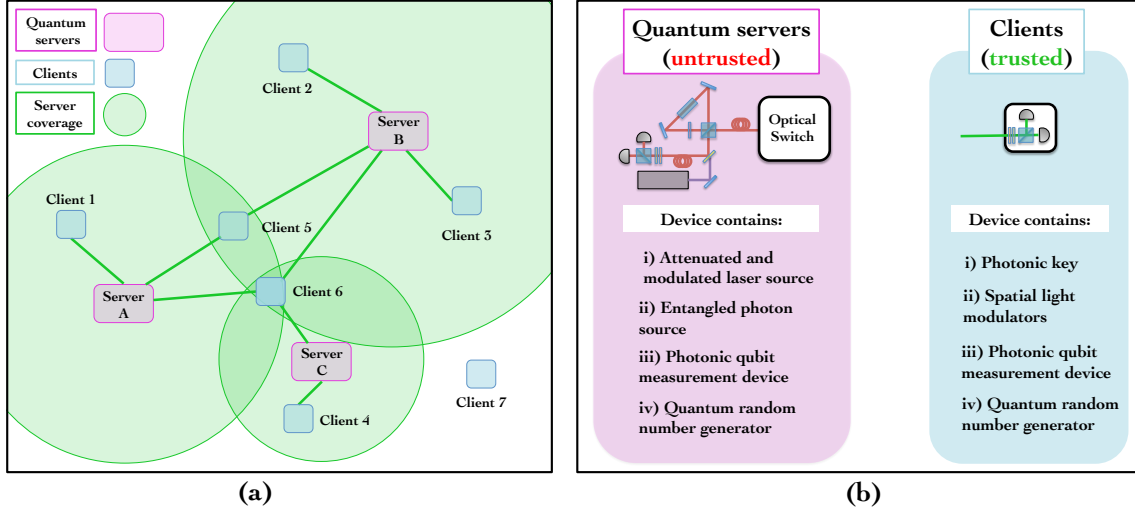 Quantum
servers
Clients
Server
coverage
Client 2
Server
B
Client 1
Client 5
Client 3
Server
A
Client 6
Server
C
Client 4
Client 7
(a)
Quantum servers
(untrusted)
Optical
Switch
Device contains:
i) Attenuated and
modulated laser source
ii) Entangled photon
source
iii) Photonic qubit
measurement device
iv) Quantum random
number generator
Clients
(trusted)
Device contains:
i) Photonic key
ii) Spatial light
modulators
iii) Photonic qubit
measurement device
iv) Quantum random
number generator
(b)